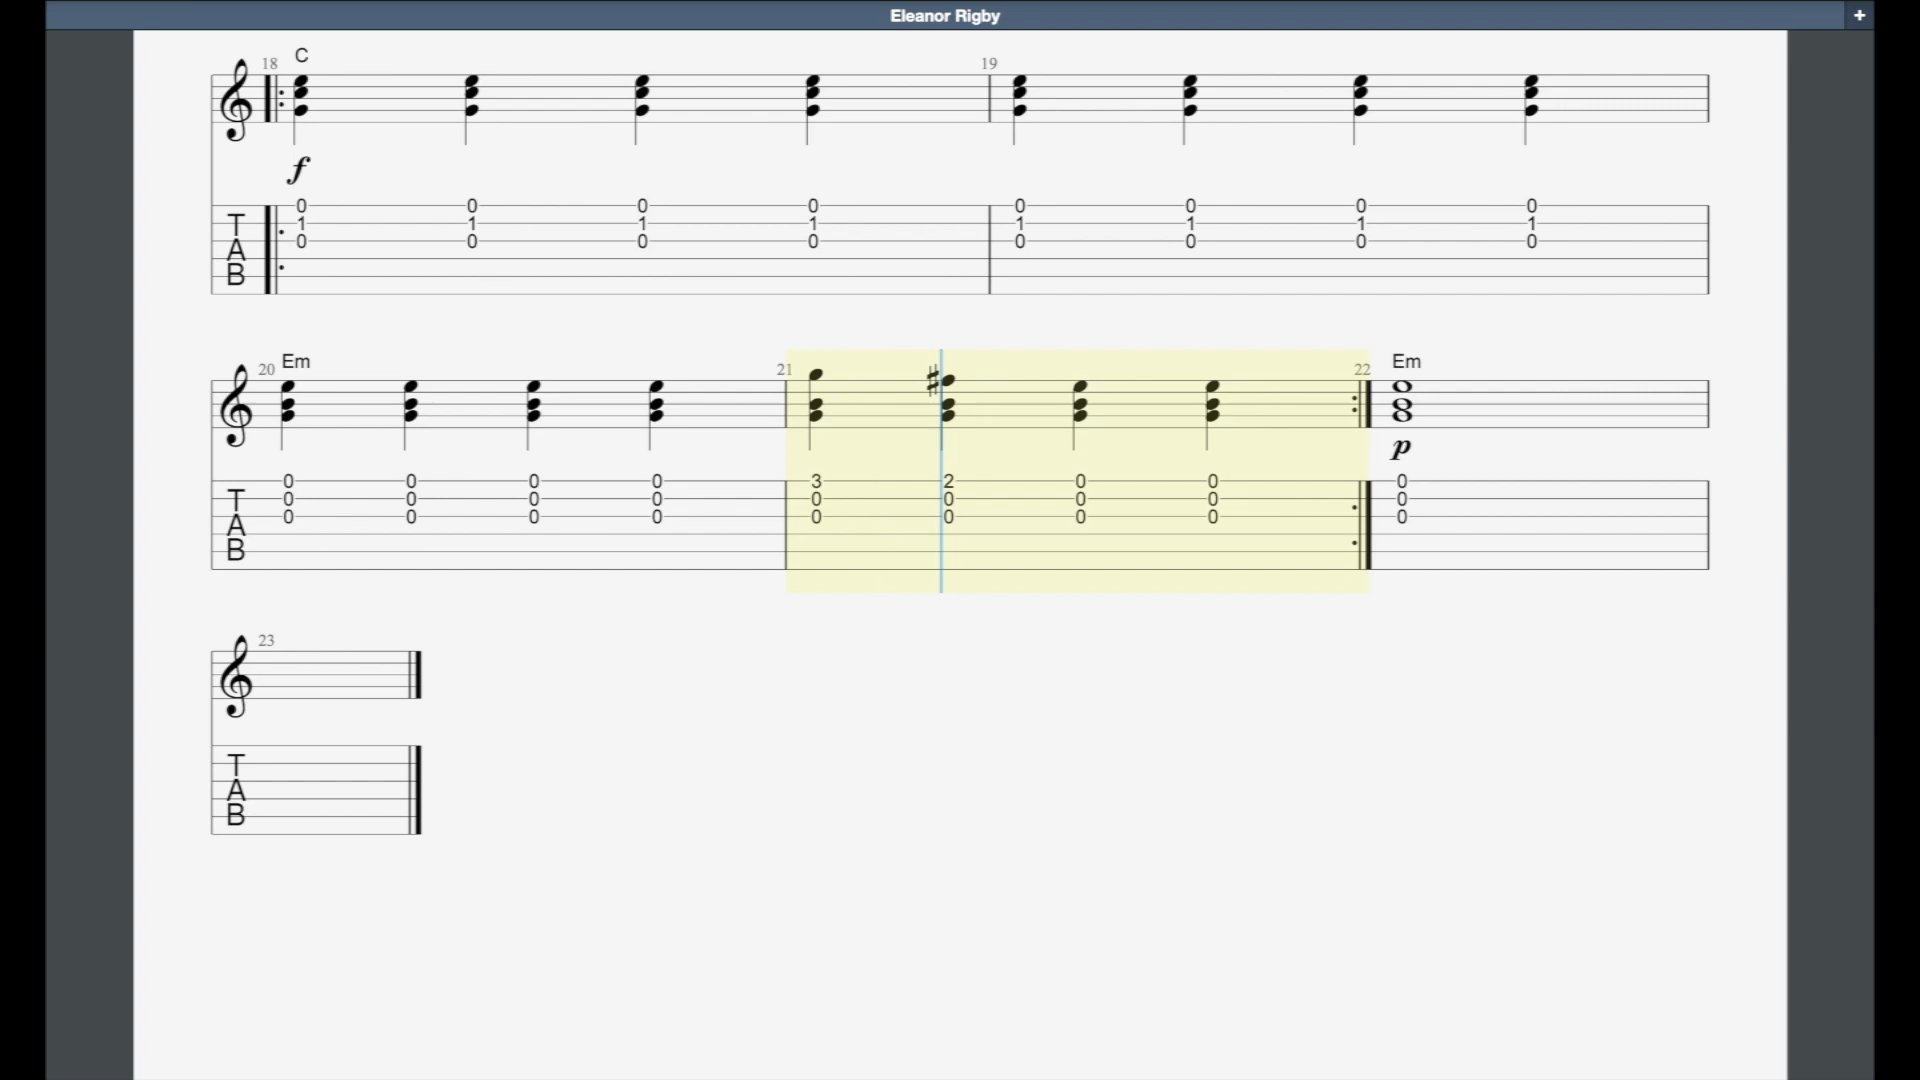 Eleanor Rigby +
18 C 19
f
0 0 0 0 0 0 0 0
T 1 1 1 1 1 1 1 1
A 0 0 0 0 0 0 0 0
B
20 Em 21 22 Em
p
0 0 0 0 3 2 0 0 0
T 0 0 0 0 0 0 0 0 0
A 0 0 0 0 0 0 0 0 0
B
23
T
A
B